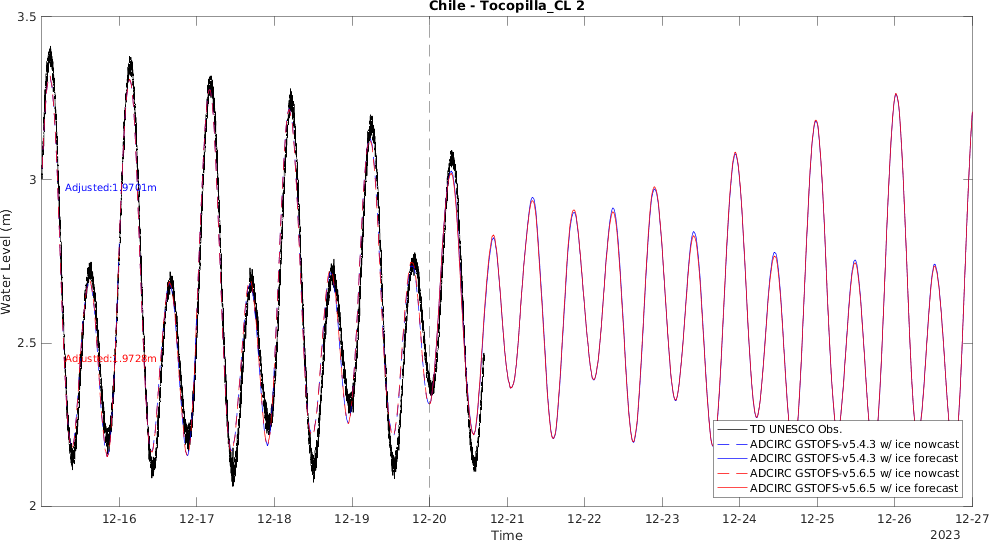 Chile - Tocopilla_CL 2
3.5
3
2.5
2
Water Level (m)
Adjusted:1.9701m
Adjusted:1.9728m
TD UNESCO Obs.
ADCIRC GSTOFS-v5.4.3 w/ ice nowcast
ADCIRC GSTOFS-v5.4.3 w/ ice forecast
ADCIRC GSTOFS-v5.6.5 w/ ice nowcast
ADCIRC GSTOFS-v5.6.5 w/ ice forecast
12-16 12-17 12-18 12-19 12-20 12-21 12-22 12-23 12-24 12-25 12-26 12-27
Time
2023